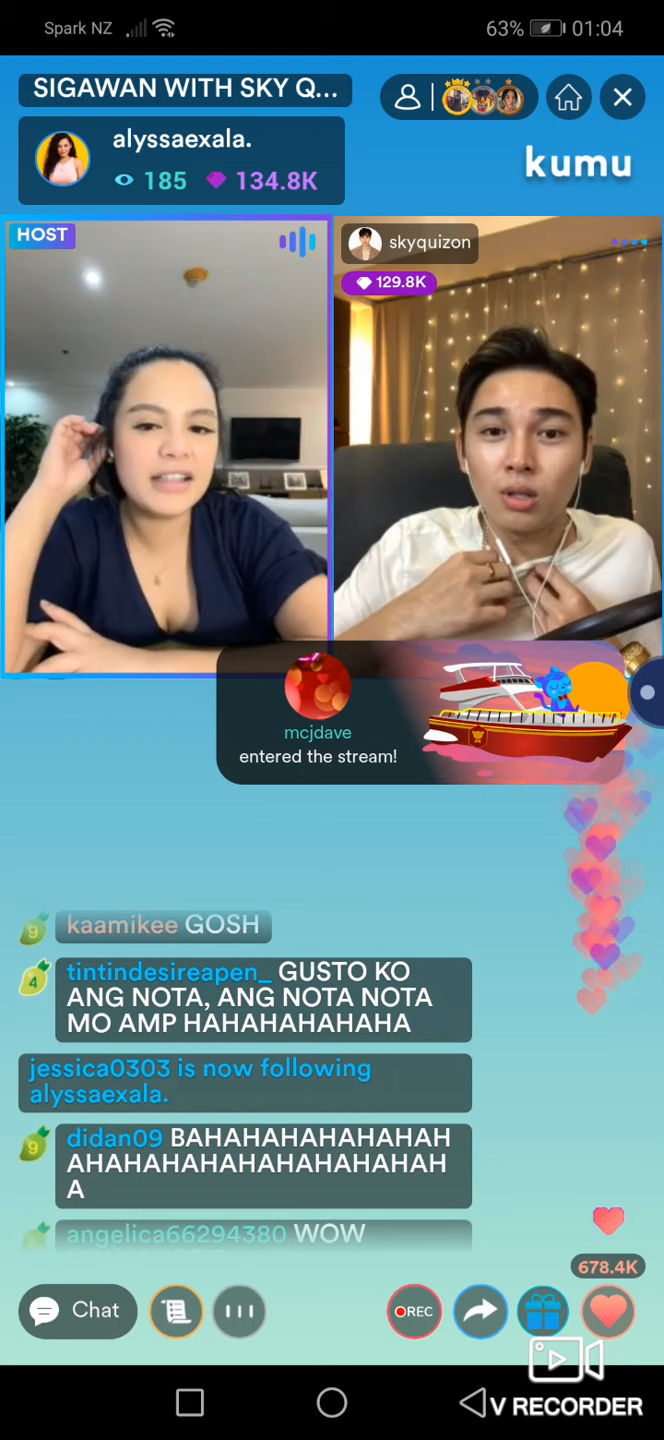 Spark NZ
63% 01:04
SIGAWAN WITH SKY Q...
alyssaexala.
185 134.8K
kumu
HOST
skyquizon
129.8K
mcjdave
entered the stream!
9 kaamikee GOSH
4 tintindesireapen_ GUSTO KO
ANG NOTA, ANG NOTA NOTA
MO AMP HAHAHAHAHAHA
jessica0303 is now following
alyssaexala.
9 didan09 BAHAHAHAHAHAHAH
AHAHAHAHAHAHAHAHAHAHAH
A
angelica66294380 WOW
678.4K
Chat
REC
V RECORDER